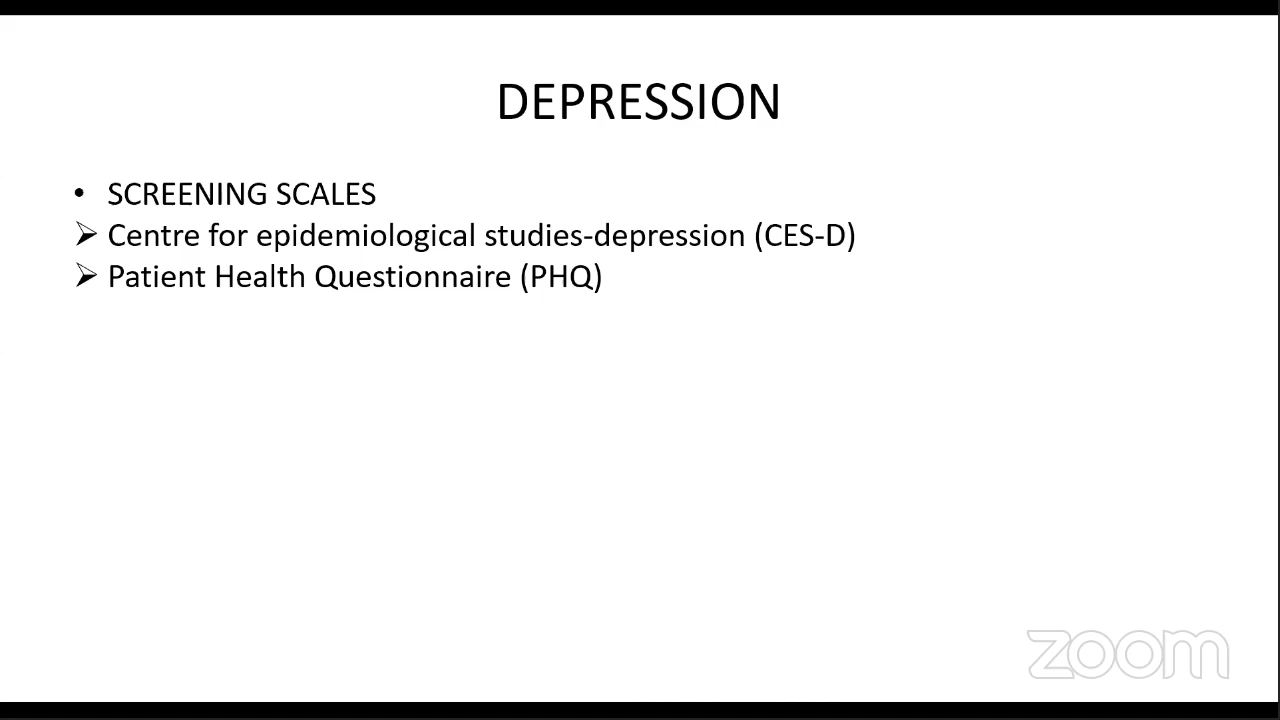 DEPRESSION
• SCREENING SCALES
➢ Centre for epidemiological studies-depression (CES-D)
➢ Patient Health Questionnaire (PHQ)
zoom